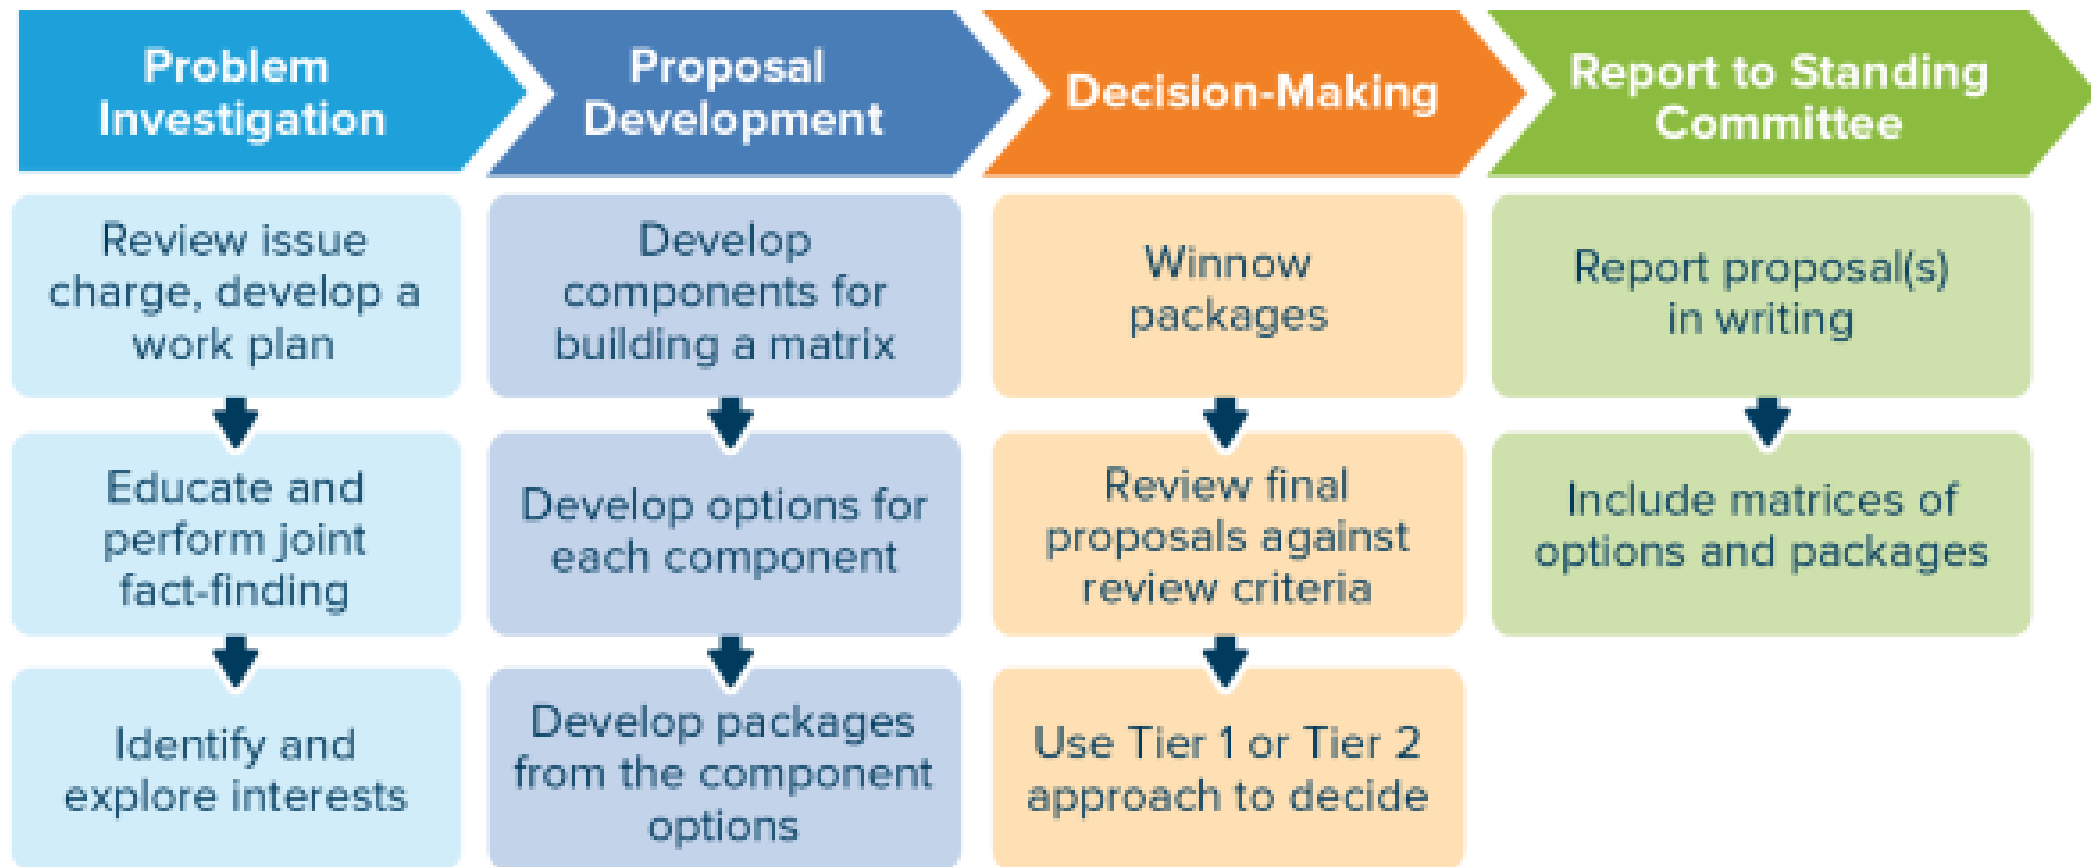 Problem
Investigation
Proposal
Development
Decision-Making
Report to Standing
Committee
Review issue
charge, develop a
work plan
Educate and
perform joint
fact-finding
Identify and
explore interests
Develop
components for
building a matrix
Develop options for
each component
Develop packages
from the component
options
Winnow
packages
Review final
proposals against
review criteria
Use Tier 1 or Tier 2
approach to decide
Report proposal(s)
in writing
Include matrices of
options and packages